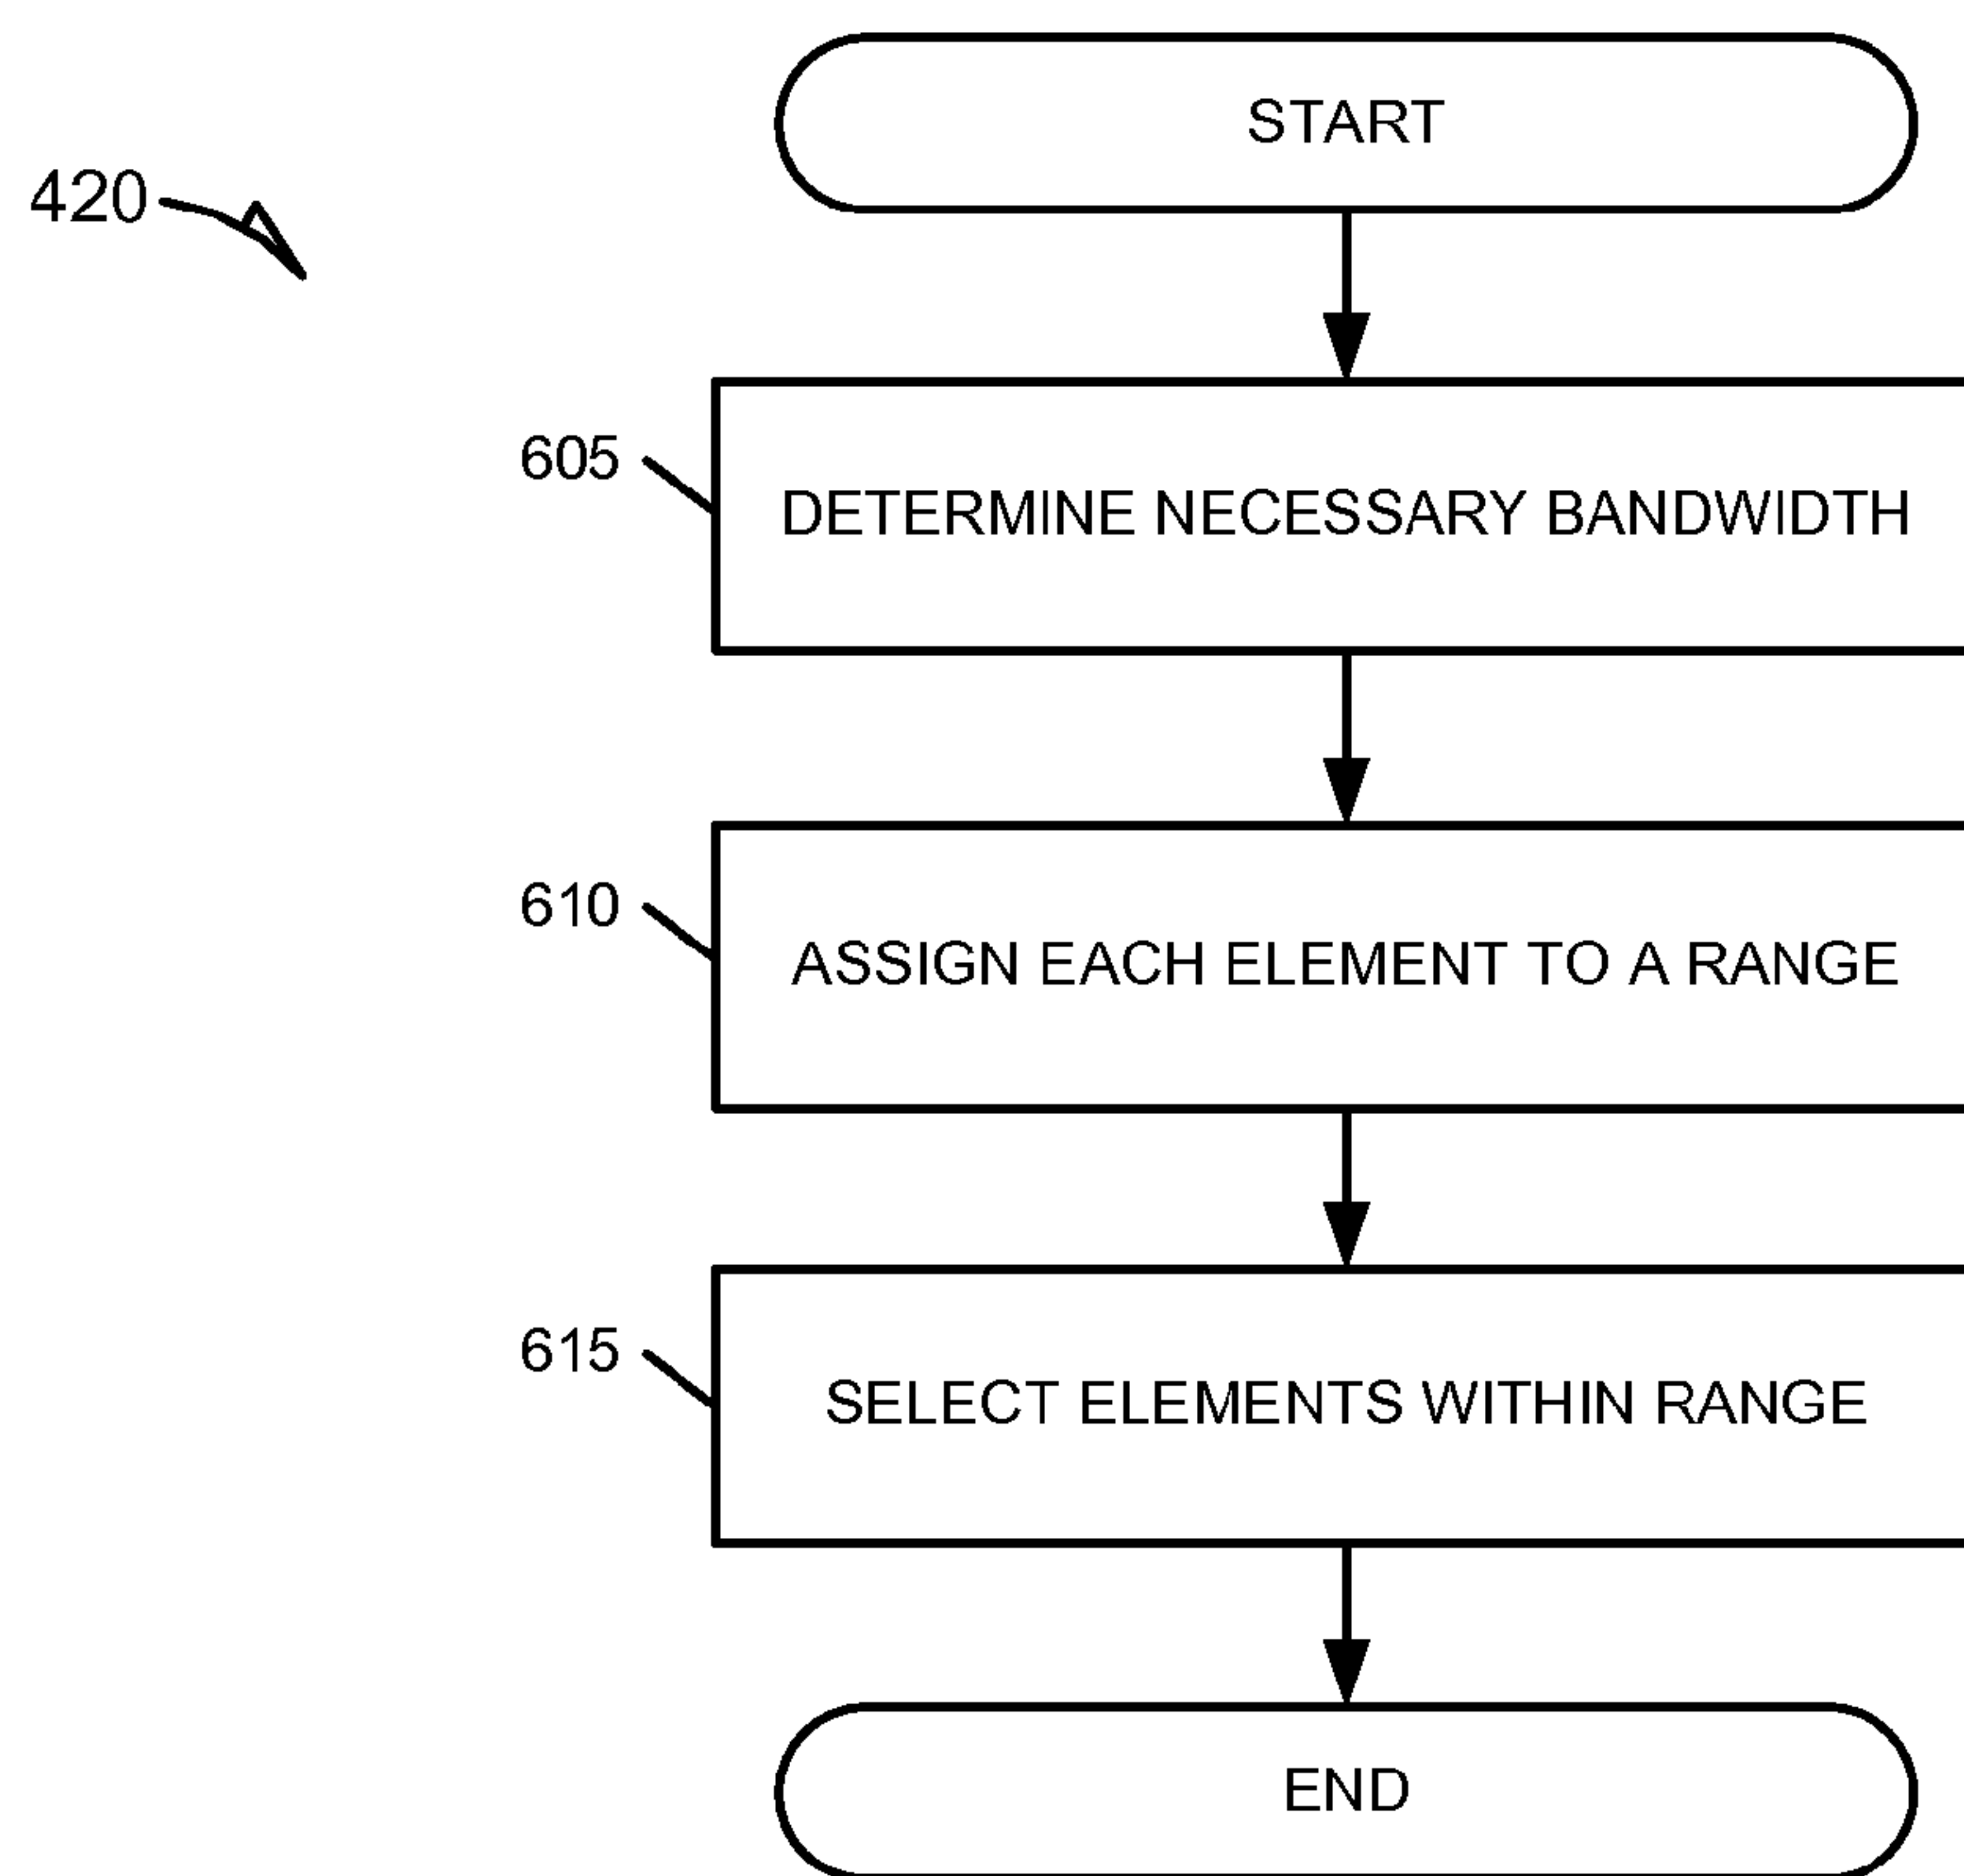 START
420
605
DETERMINE NECESSARY BANDWIDTH
610
ASSIGN EACH ELEMENT TO A RANGE
615
SELECT ELEMENTS WITHIN RANGE
END